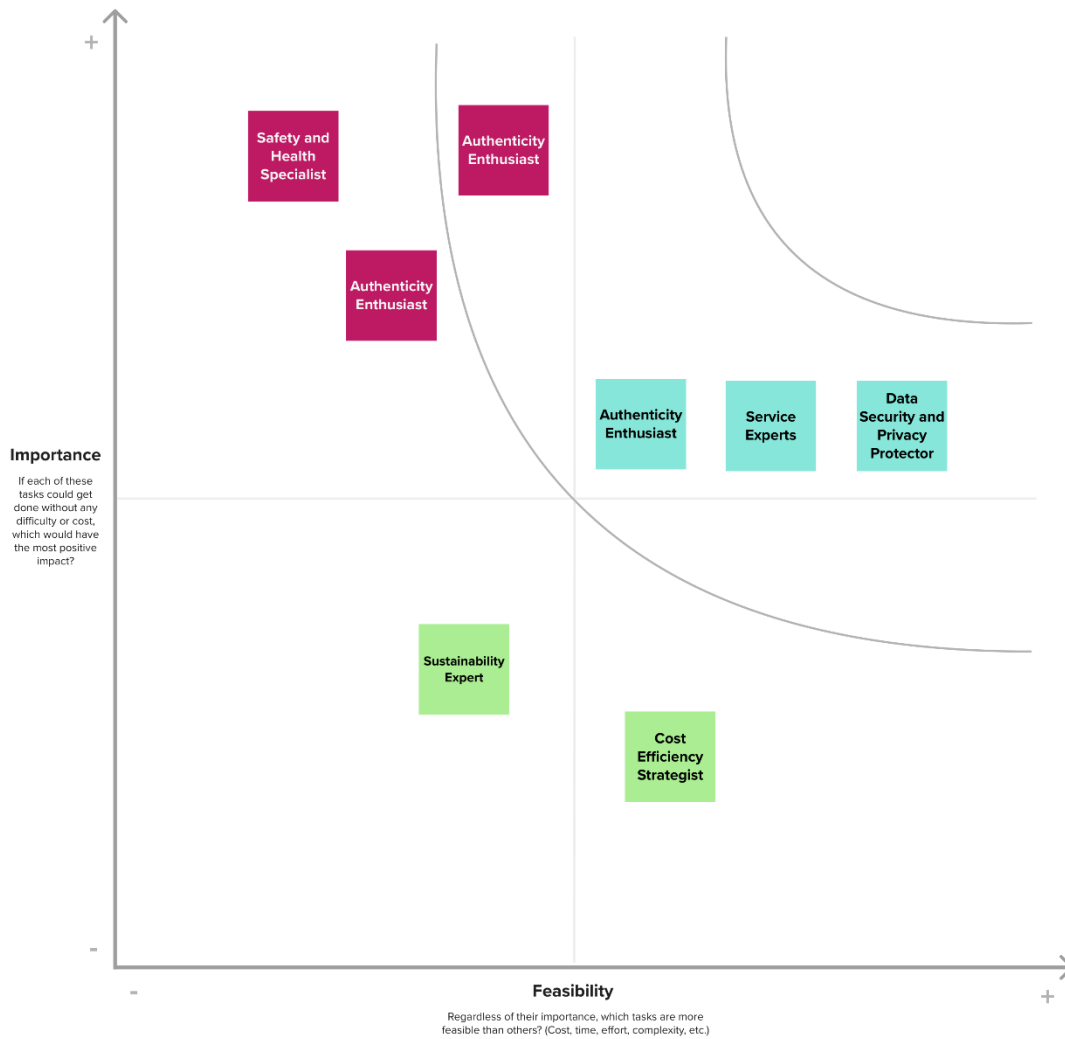 +
Safety and
Health
Specialist
Authenticity
Enthusiast
Authenticity
Enthusiast
Authenticity
Enthusiast
Service
Experts
Data
Security and
Privacy
Protector
Importance
If each of these
tasks could get
done without any
difficulty or cost,
which would have
the most positive
impact?
Sustainability
Expert
Cost
Efficiency
Strategist
-
-
Feasibility
+
Regardless of their importance, which tasks are more
feasible than others? (Cost, time, effort, complexity, etc.)